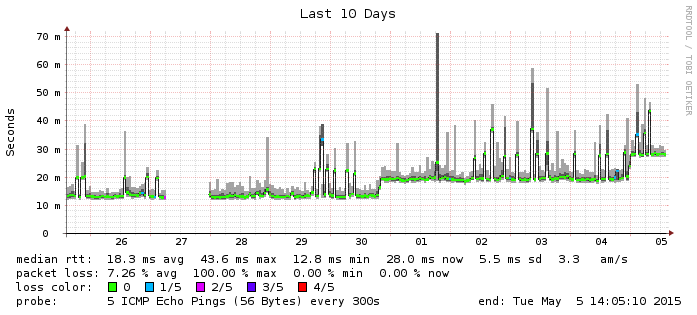 Last 10 Days
RRDTOOL / TOBI OETIKER
Seconds
70 m
60 m
50 m
40 m
30 m
20 m
10 m
0
26 27 28 29 30 01 02 03 04 05
median rtt: 18.3 ms avg 43.6 ms max 12.8 ms min 28.0 ms now 5.5 ms sd 3.3 am/s
packet loss: 7.26 % avg 100.00 % max 0.00 % min 0.00 % now
loss color: 0 1/5 2/5 3/5 4/5
probe: 5 ICMP Echo Pings (56 Bytes) every 300s end: Tue May 5 14:05:10 2015